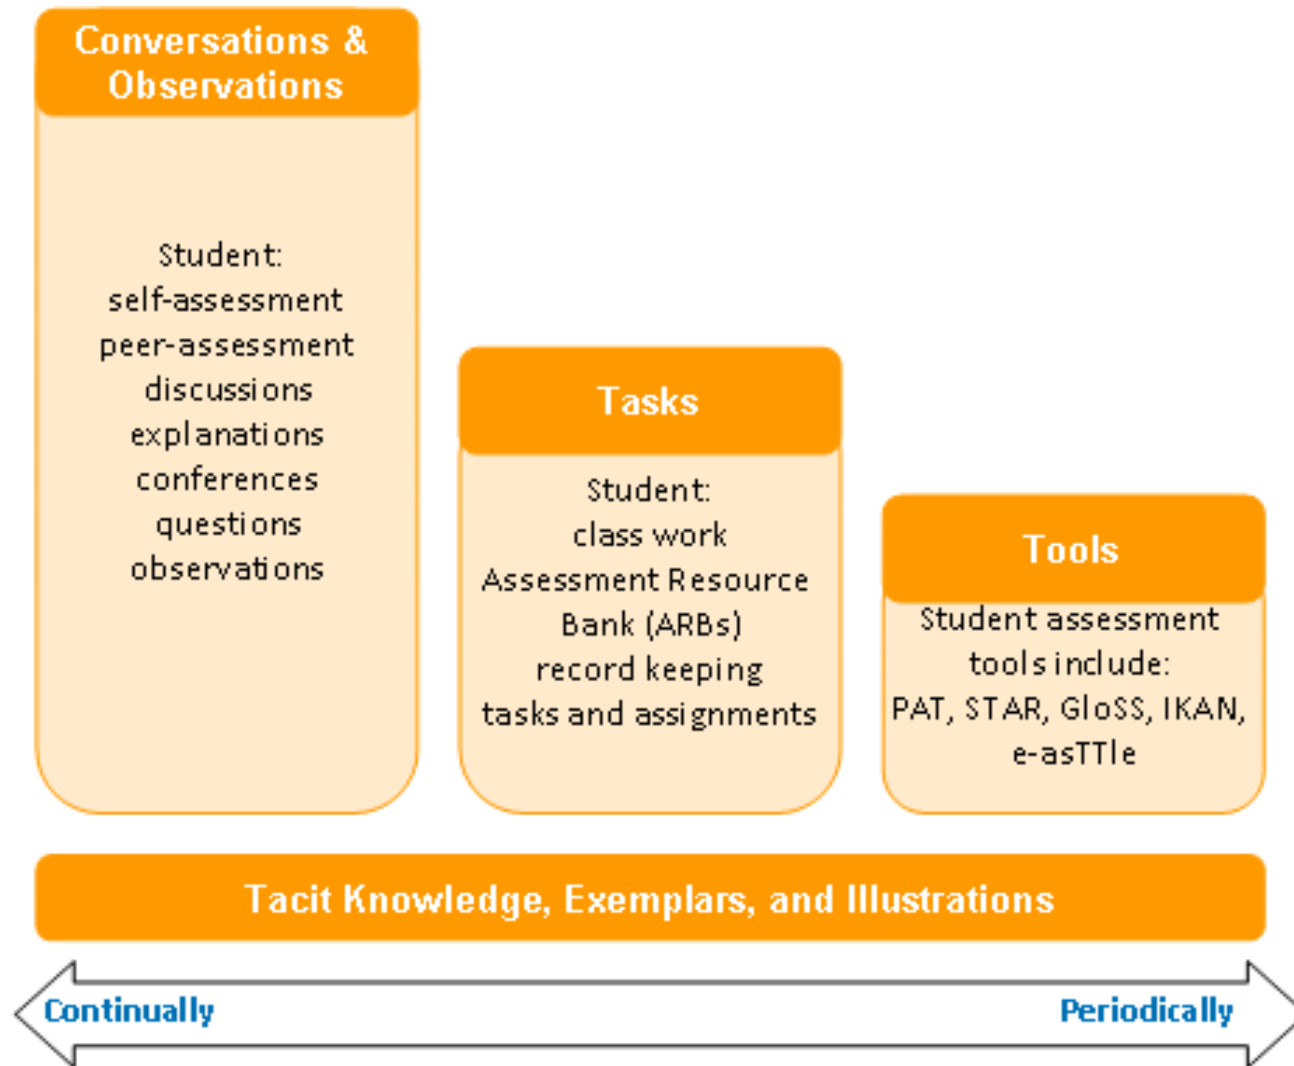 Conversations &
Observations
Student:
self-assessment
peer-assessment
discussions
explanations
conferences
questions
observations
Tasks
Student:
class work
Assessment Resource
Bank (ARBs)
record keeping
tasks and assignments
Tools
Student assessment
tools include:
PAT, STAR, GloSS, IKAN,
e-asTTle
Tacit Knowledge, Exemplars, and Illustrations
Continually
Periodically